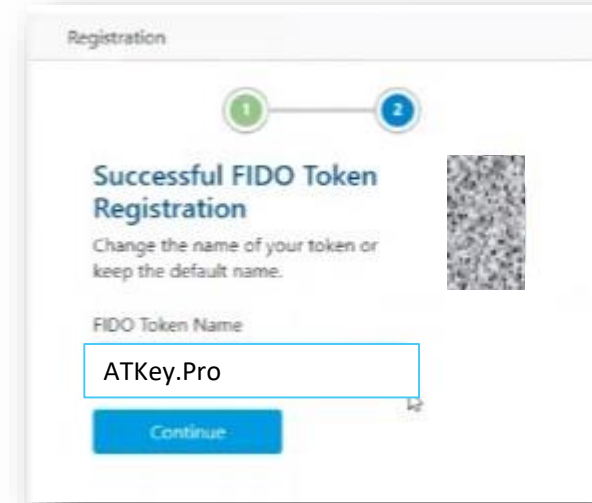 Registration
1 2
Successful FIDO Token
Registration
Change the name of your token or
keep the default name.
FIDO Token Name
ATKey.Pro
Continue